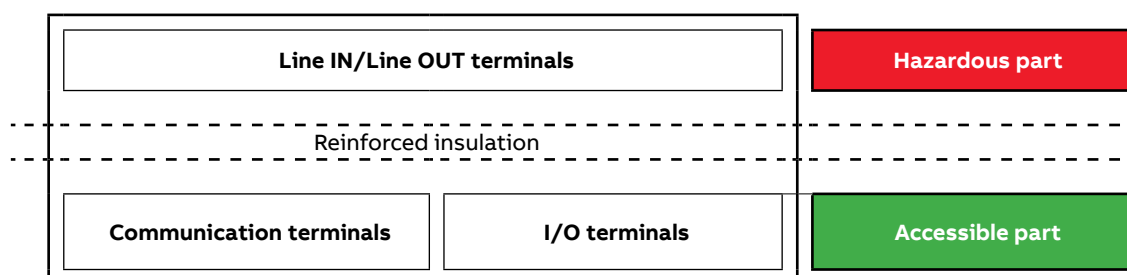 Line IN/Line OUT terminals
Hazardous part
Reinforced insulation
Communication terminals
I/O terminals
Accessible part